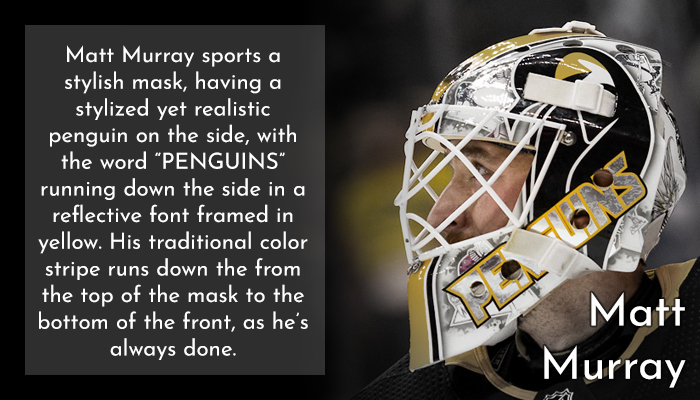 Matt Murray sports a
stylish mask, having a
stylized yet realistic
penguin on the side, with
the word "PENGUINS"
running down the side in a
reflective font framed in
yellow. His traditional color
stripe runs down the from
the top of the mask to the
bottom of the front, as he's
always done.
PENGUINS
Matt
Murray